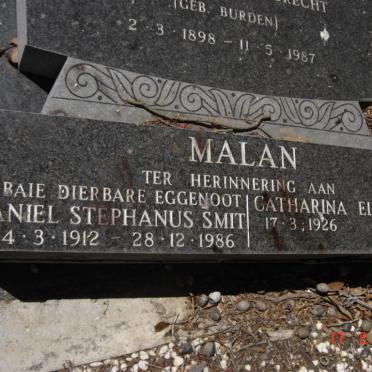 (GEB. BURDEN)
2 . 3 . 1898 - 11 . 5 . 1987
MALAN
TER HERINNERING AAN
BAIE DIERBARE EGGENOOT
STEPHANUS SMIT
4 . 3 . 1912 - 28 . 12 . 1986
CATHARINA
17 . 3 . 1926